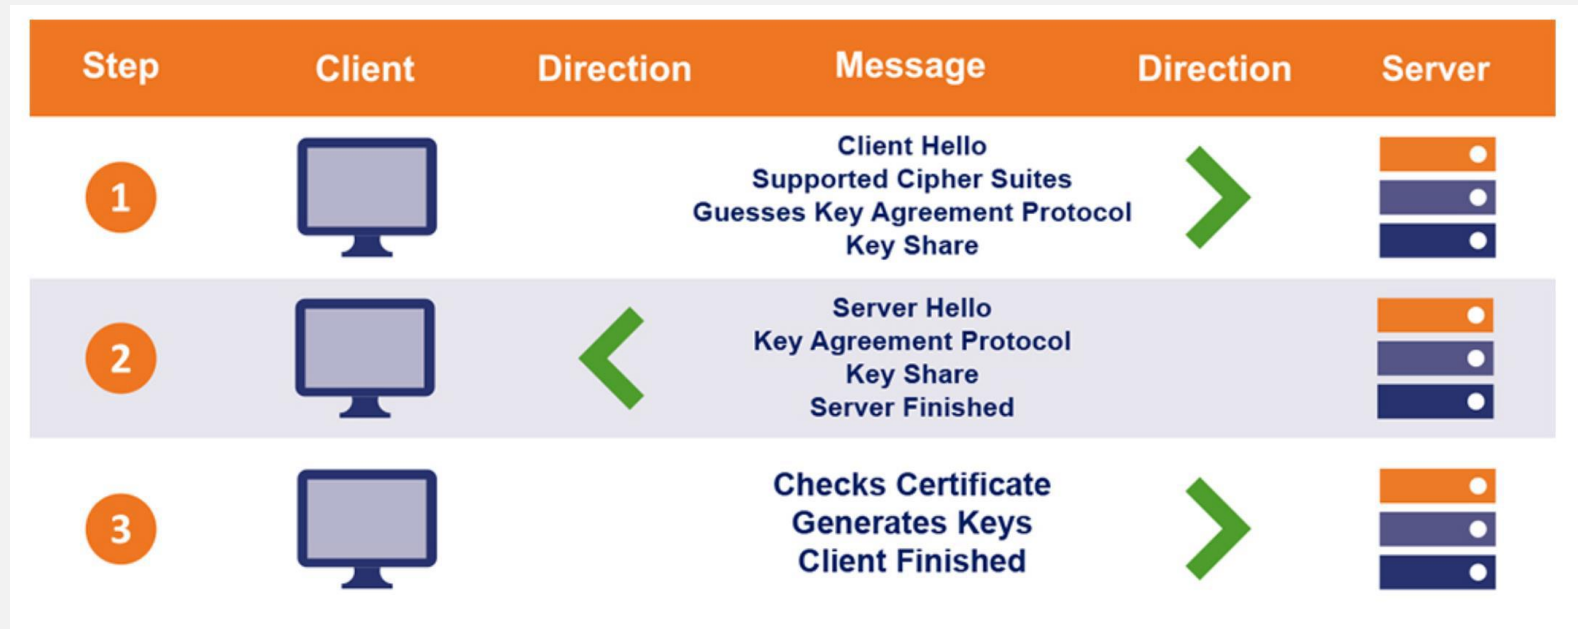 Step Client Direction Message Direction Server
1
Client Hello
Supported Cipher Suites
Guesses Key Agreement Protocol
Key Share
2
Server Hello
Key Agreement Protocol
Key Share
Server Finished
3
Checks Certificate
Generates Keys
Client Finished